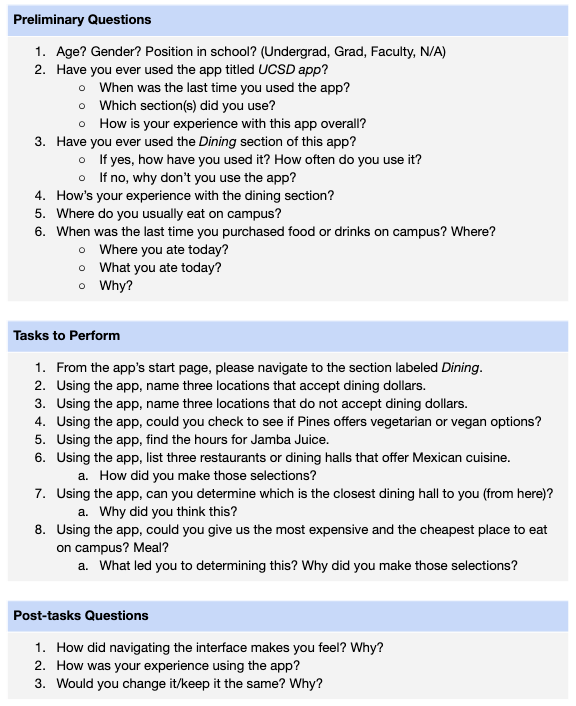 Preliminary Questions
1. Age? Gender? Position in school? (Undergrad, Grad, Faculty, N/A)
2. Have you ever used the app titled UCSD app?
○ When was the last time you used the app?
○ Which section(s) did you use?
○ How is your experience with this app overall?
3. Have you ever used the Dining section of this app?
○ If yes, how have you used it? How often do you use it?
○ If no, why don't you use the app?
4. How's your experience with the dining section?
5. Where do you usually eat on campus?
6. When was the last time you purchased food or drinks on campus? Where?
○ Where you ate today?
○ What you ate today?
○ Why?
Tasks to Perform
1. From the app's start page, please navigate to the section labeled Dining.
2. Using the app, name three locations that accept dining dollars.
3. Using the app, name three locations that do not accept dining dollars.
4. Using the app, could you check to see if Pines offers vegetarian or vegan options?
5. Using the app, find the hours for Jamba Juice.
6. Using the app, list three restaurants or dining halls that offer Mexican cuisine.
a. How did you make those selections?
7. Using the app, can you determine which is the closest dining hall to you (from here)?
a. Why did you think this?
8. Using the app, could you give us the most expensive and the cheapest place to eat
on campus? Meal?
a. What led you to determining this? Why did you make those selections?
Post-tasks Questions
1. How did navigating the interface makes you feel? Why?
2. How was your experience using the app?
3. Would you change it/keep it the same? Why?